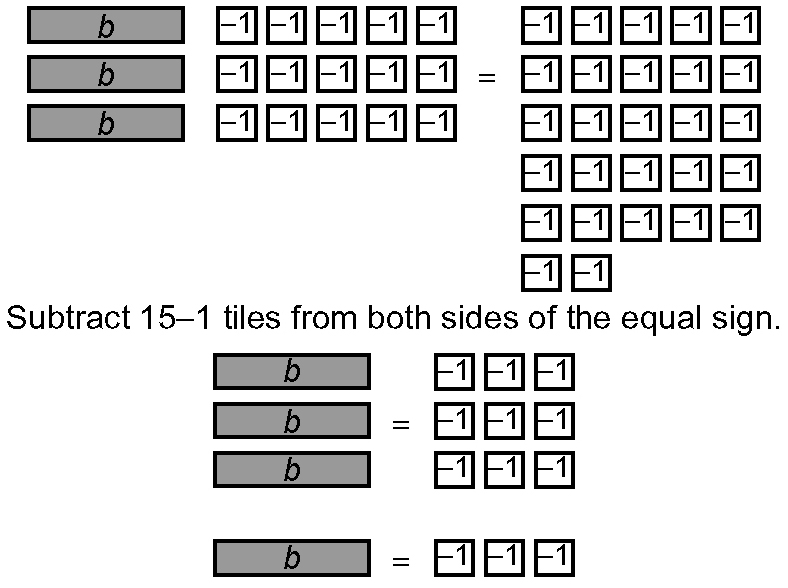 b –1 –1 –1 –1 –1 –1 –1 –1 –1 –1
b –1 –1 –1 –1 –1 = –1 –1 –1 –1 –1
b –1 –1 –1 –1 –1 –1 –1 –1 –1 –1
–1 –1 –1 –1 –1
–1 –1 –1 –1 –1
–1 –1
Subtract 15–1 tiles from both sides of the equal sign.
b –1 –1 –1
b = –1 –1 –1
b –1 –1 –1
b = –1 –1 –1